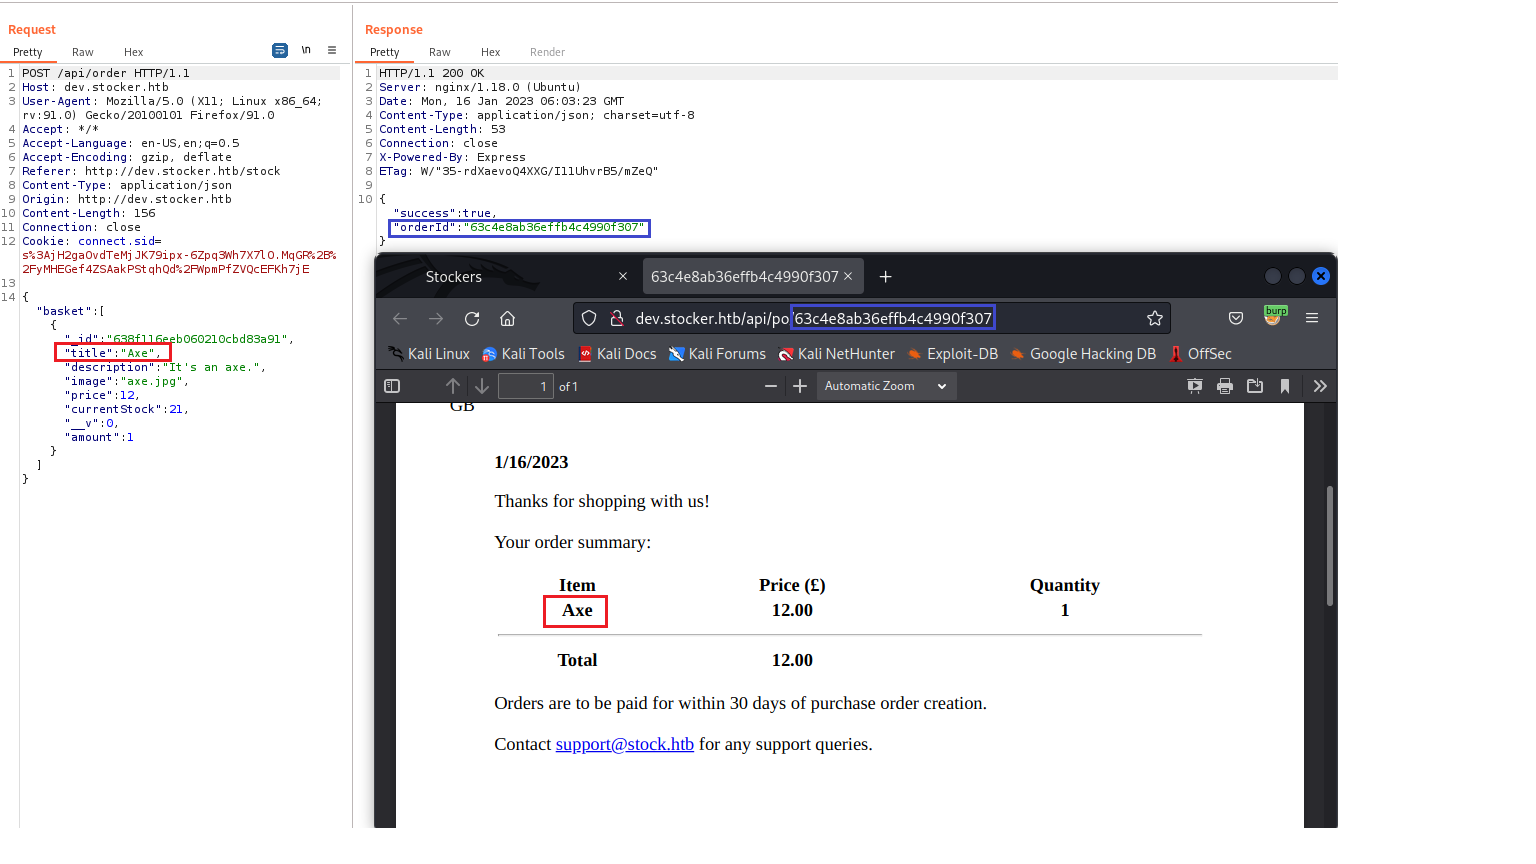 Request
Pretty Raw Hex \n
1 POST /api/order HTTP/1.1
2 Host: dev.stocker.htb
3 User-Agent: Mozilla/5.0 (X11; Linux x86_64;
rv:91.0) Gecko/20100101 Firefox/91.0
4 Accept: */*
5 Accept-Language: en-US,en;q=0.5
6 Accept-Encoding: gzip, deflate
7 Referer: http://dev.stocker.htb/stock
8 Content-Type: application/json
9 Origin: http://dev.stocker.htb
10 Content-Length: 156
11 Connection: close
12 Cookie: connect.sid=
13
14 {
"basket":[
{
"_id":"638f116eeb060210cbd83a91",
"title":"Axe",
"description":"It's an axe.",
"image":"axe.jpg",
"price":12,
"currentStock":21,
"__v":0,
"amount":1
}
]
}
Response
Pretty Raw Hex Render
1 HTTP/1.1 200 OK
2 Server: nginx/1.18.0 (Ubuntu)
3 Date: Mon, 16 Jan 2023 06:03:23 GMT
4 Content-Type: application/json; charset=utf-8
5 Content-Length: 53
6 Connection: close
7 X-Powered-By: Express
8 ETag: W/"35-rdXaevoQ4XXG/I1lUhvrB5/mZeQ"
9
10 {
"success":true,
"orderId":"63c4e8ab36effb4c4990f307"
}
Stockers × 63c4e8ab36effb4c4990f307 × +
dev.stocker.htb/api/po/63c4e8ab36effb4c4990f307
burp
Kali Linux Kali Tools Kali Docs Kali Forums Kali NetHunter Exploit-DB Google Hacking DB OffSec
1 of 1 Automatic Zoom
GB
1/16/2023
Thanks for shopping with us!
Your order summary:
Item Price (£) Quantity
Axe 12.00 1
Total 12.00
Orders are to be paid for within 30 days of purchase order creation.
Contact support@stock.htb for any support queries.